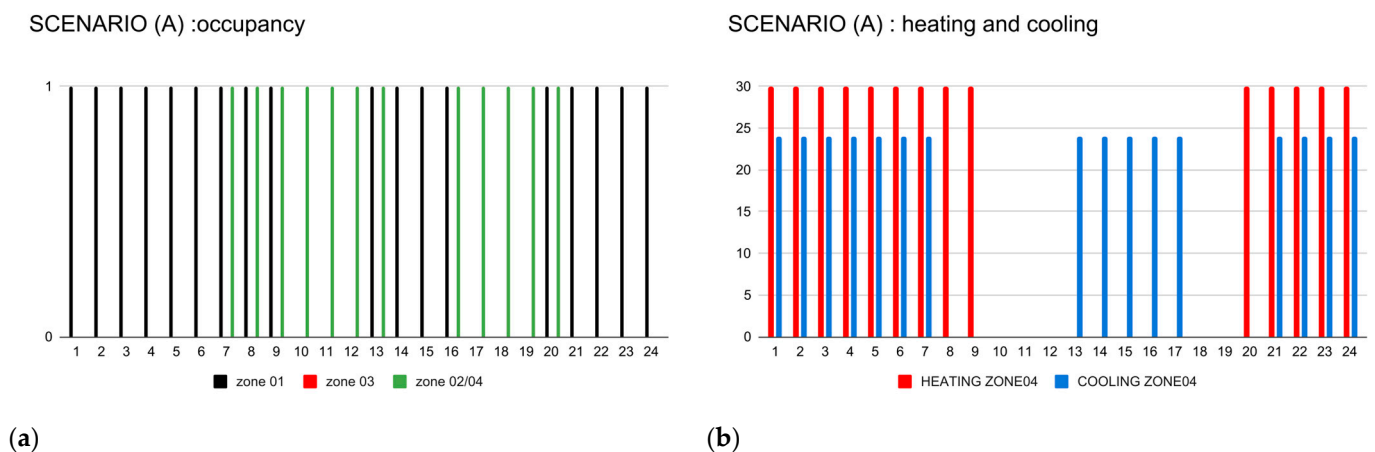 SCENARIO (A) :occupancy
1
0
1 2 3 4 5 6 7 8 9 10 11 12 13 14 15 16 17 18 19 20 21 22 23 24
zone 01 zone 03 zone 02/04
(a)
SCENARIO (A) : heating and cooling
30
25
20
15
10
5
0
1 2 3 4 5 6 7 8 9 10 11 12 13 14 15 16 17 18 19 20 21 22 23 24
HEATING ZONE04 COOLING ZONE04
(b)